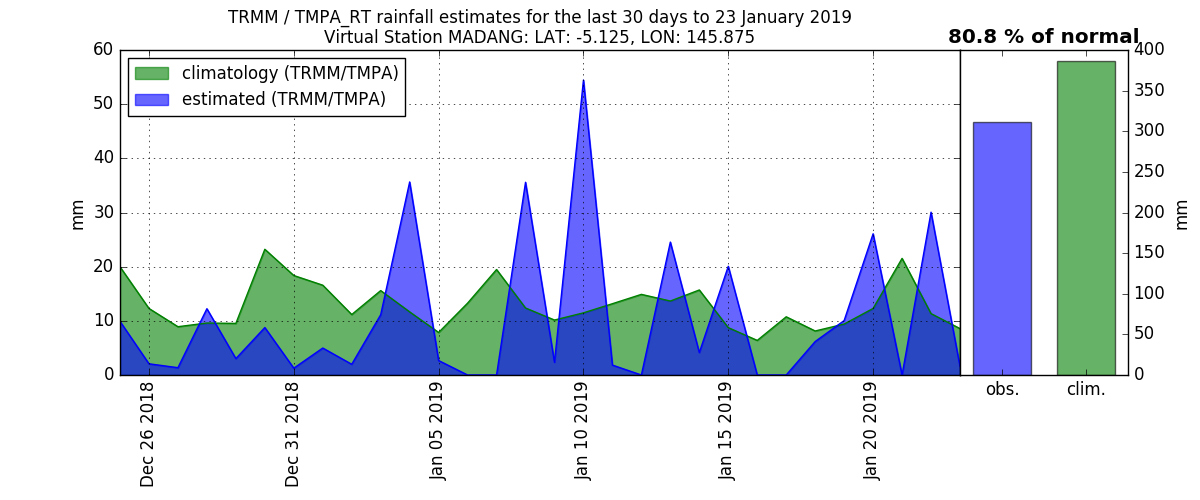 TRMM / TMPA_RT rainfall estimates for the last 30 days to 23 January 2019
Virtual Station MADANG: LAT: -5.125, LON: 145.875
80.8 % of normal
climatology (TRMM/TMPA)
estimated (TRMM/TMPA)
60
50
40
30
20
10
0
mm
Dec 26 2018
Dec 31 2018
Jan 05 2019
Jan 10 2019
Jan 15 2019
Jan 20 2019
obs.
clim.
400
350
300
250
200
150
100
50
0
mm